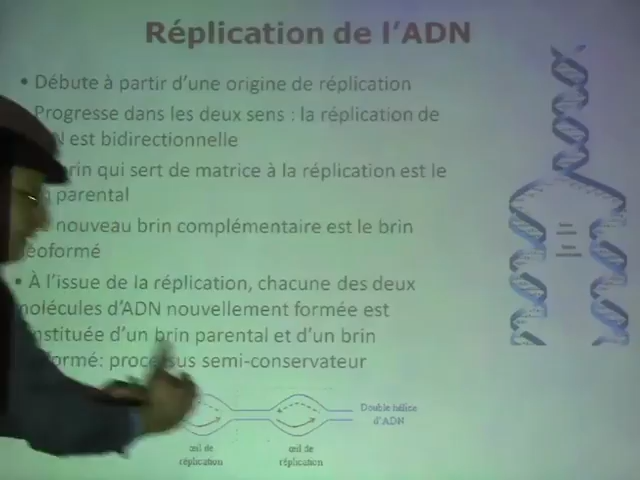 Réplication de l'ADN
• Débute à partir d'une origine de réplication
Progresse dans les deux sens : la réplication de
N est bidirectionnelle
rin qui sert de matrice à la réplication est le
parental
nouveau brin complémentaire est le brin
éoformé
• À l'issue de la réplication, chacune des deux
molécules d'ADN nouvellement formée est
nstituée d'un brin parental et d'un brin
ormé: processus semi-conservateur
Double hélice
d'ADN
œil de
réplication
œil de
réplication